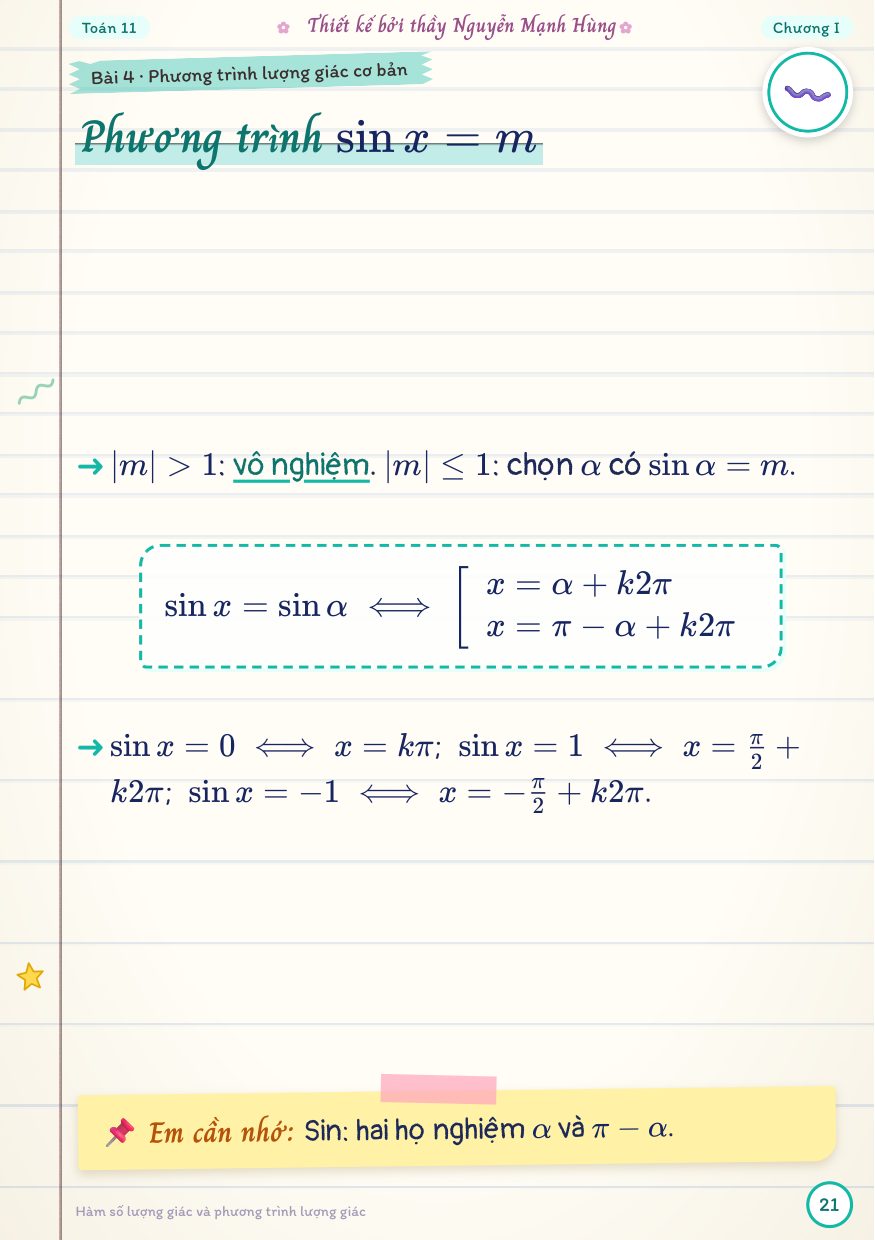 Toán 11
Thiết kế bởi thầy Nguyễn Mạnh Hùng
Chương I
Bài 4 · Phương trình lượng giác cơ bản
Phương trình sin x = m
➜ |m| > 1: vô nghiệm. |m| ≤ 1: chọn α có sin α = m.
sin x = sin α ⟺ [ x = α + k2π
x = π − α + k2π
➜ sin x = 0 ⟺ x = kπ; sin x = 1 ⟺ x = π/2 +
k2π; sin x = −1 ⟺ x = −π/2 + k2π.
Em cần nhớ: Sin: hai họ nghiệm α và π − α.
Hàm số lượng giác và phương trình lượng giác
21